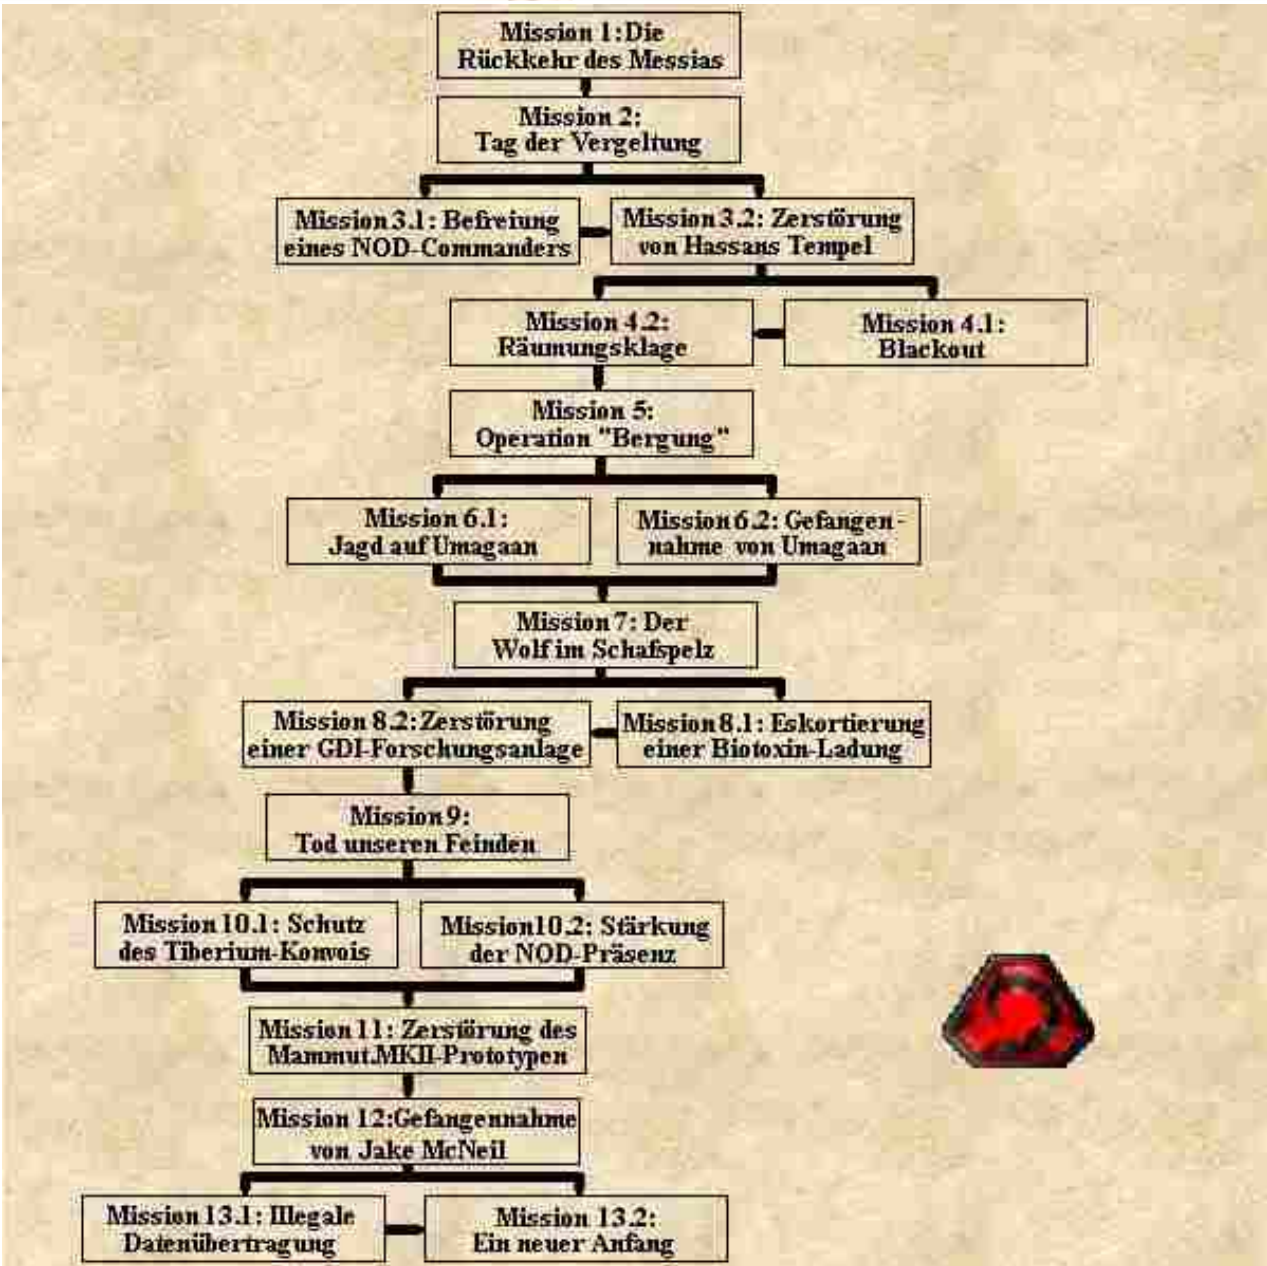 Mission 1: Die
Rückkehr des Messias
Mission 2:
Tag der Vergeltung
Mission 3.1: Befreiung
eines NOD-Commanders
Mission 3.2: Zerstörung
von Hassans Tempel
Mission 4.2:
Räumungsklage
Mission 4.1:
Blackout
Mission 5:
Operation "Bergung"
Mission 6.1:
Jagd auf Umagaan
Mission 6.2: Gefangen-
nahme von Umagaan
Mission 7: Der
Wolf im Schafspelz
Mission 8.2: Zerstörung
einer GDI-Forschungsanlage
Mission 8.1: Eskortierung
einer Biotoxin-Ladung
Mission 9:
Tod unseren Feinden
Mission 10.1: Schutz
des Tiberium-Konvois
Mission10.2: Stärkung
der NOD-Präsenz
Mission 11: Zerstörung des
Mammut.MKII-Prototypen
Mission 12:Gefangennahme
von Jake McNeil
Mission 13.1: Illegale
Datenübertragung
Mission 13.2:
Ein neuer Anfang